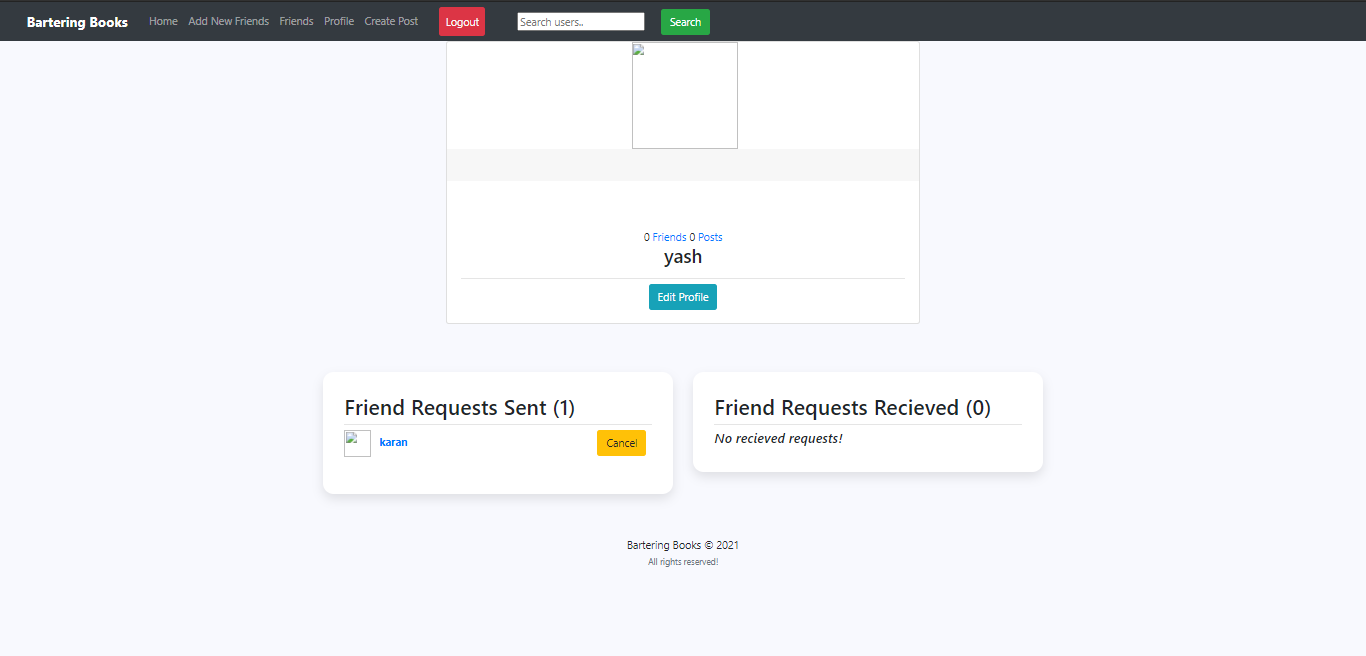 Bartering Books Home Add New Friends Friends Profile Create Post Logout Search users.. Search
0 Friends 0 Posts
yash
Edit Profile
Friend Requests Sent (1)
karan Cancel
Friend Requests Recieved (0)
No recieved requests!
Bartering Books © 2021
All rights reserved!